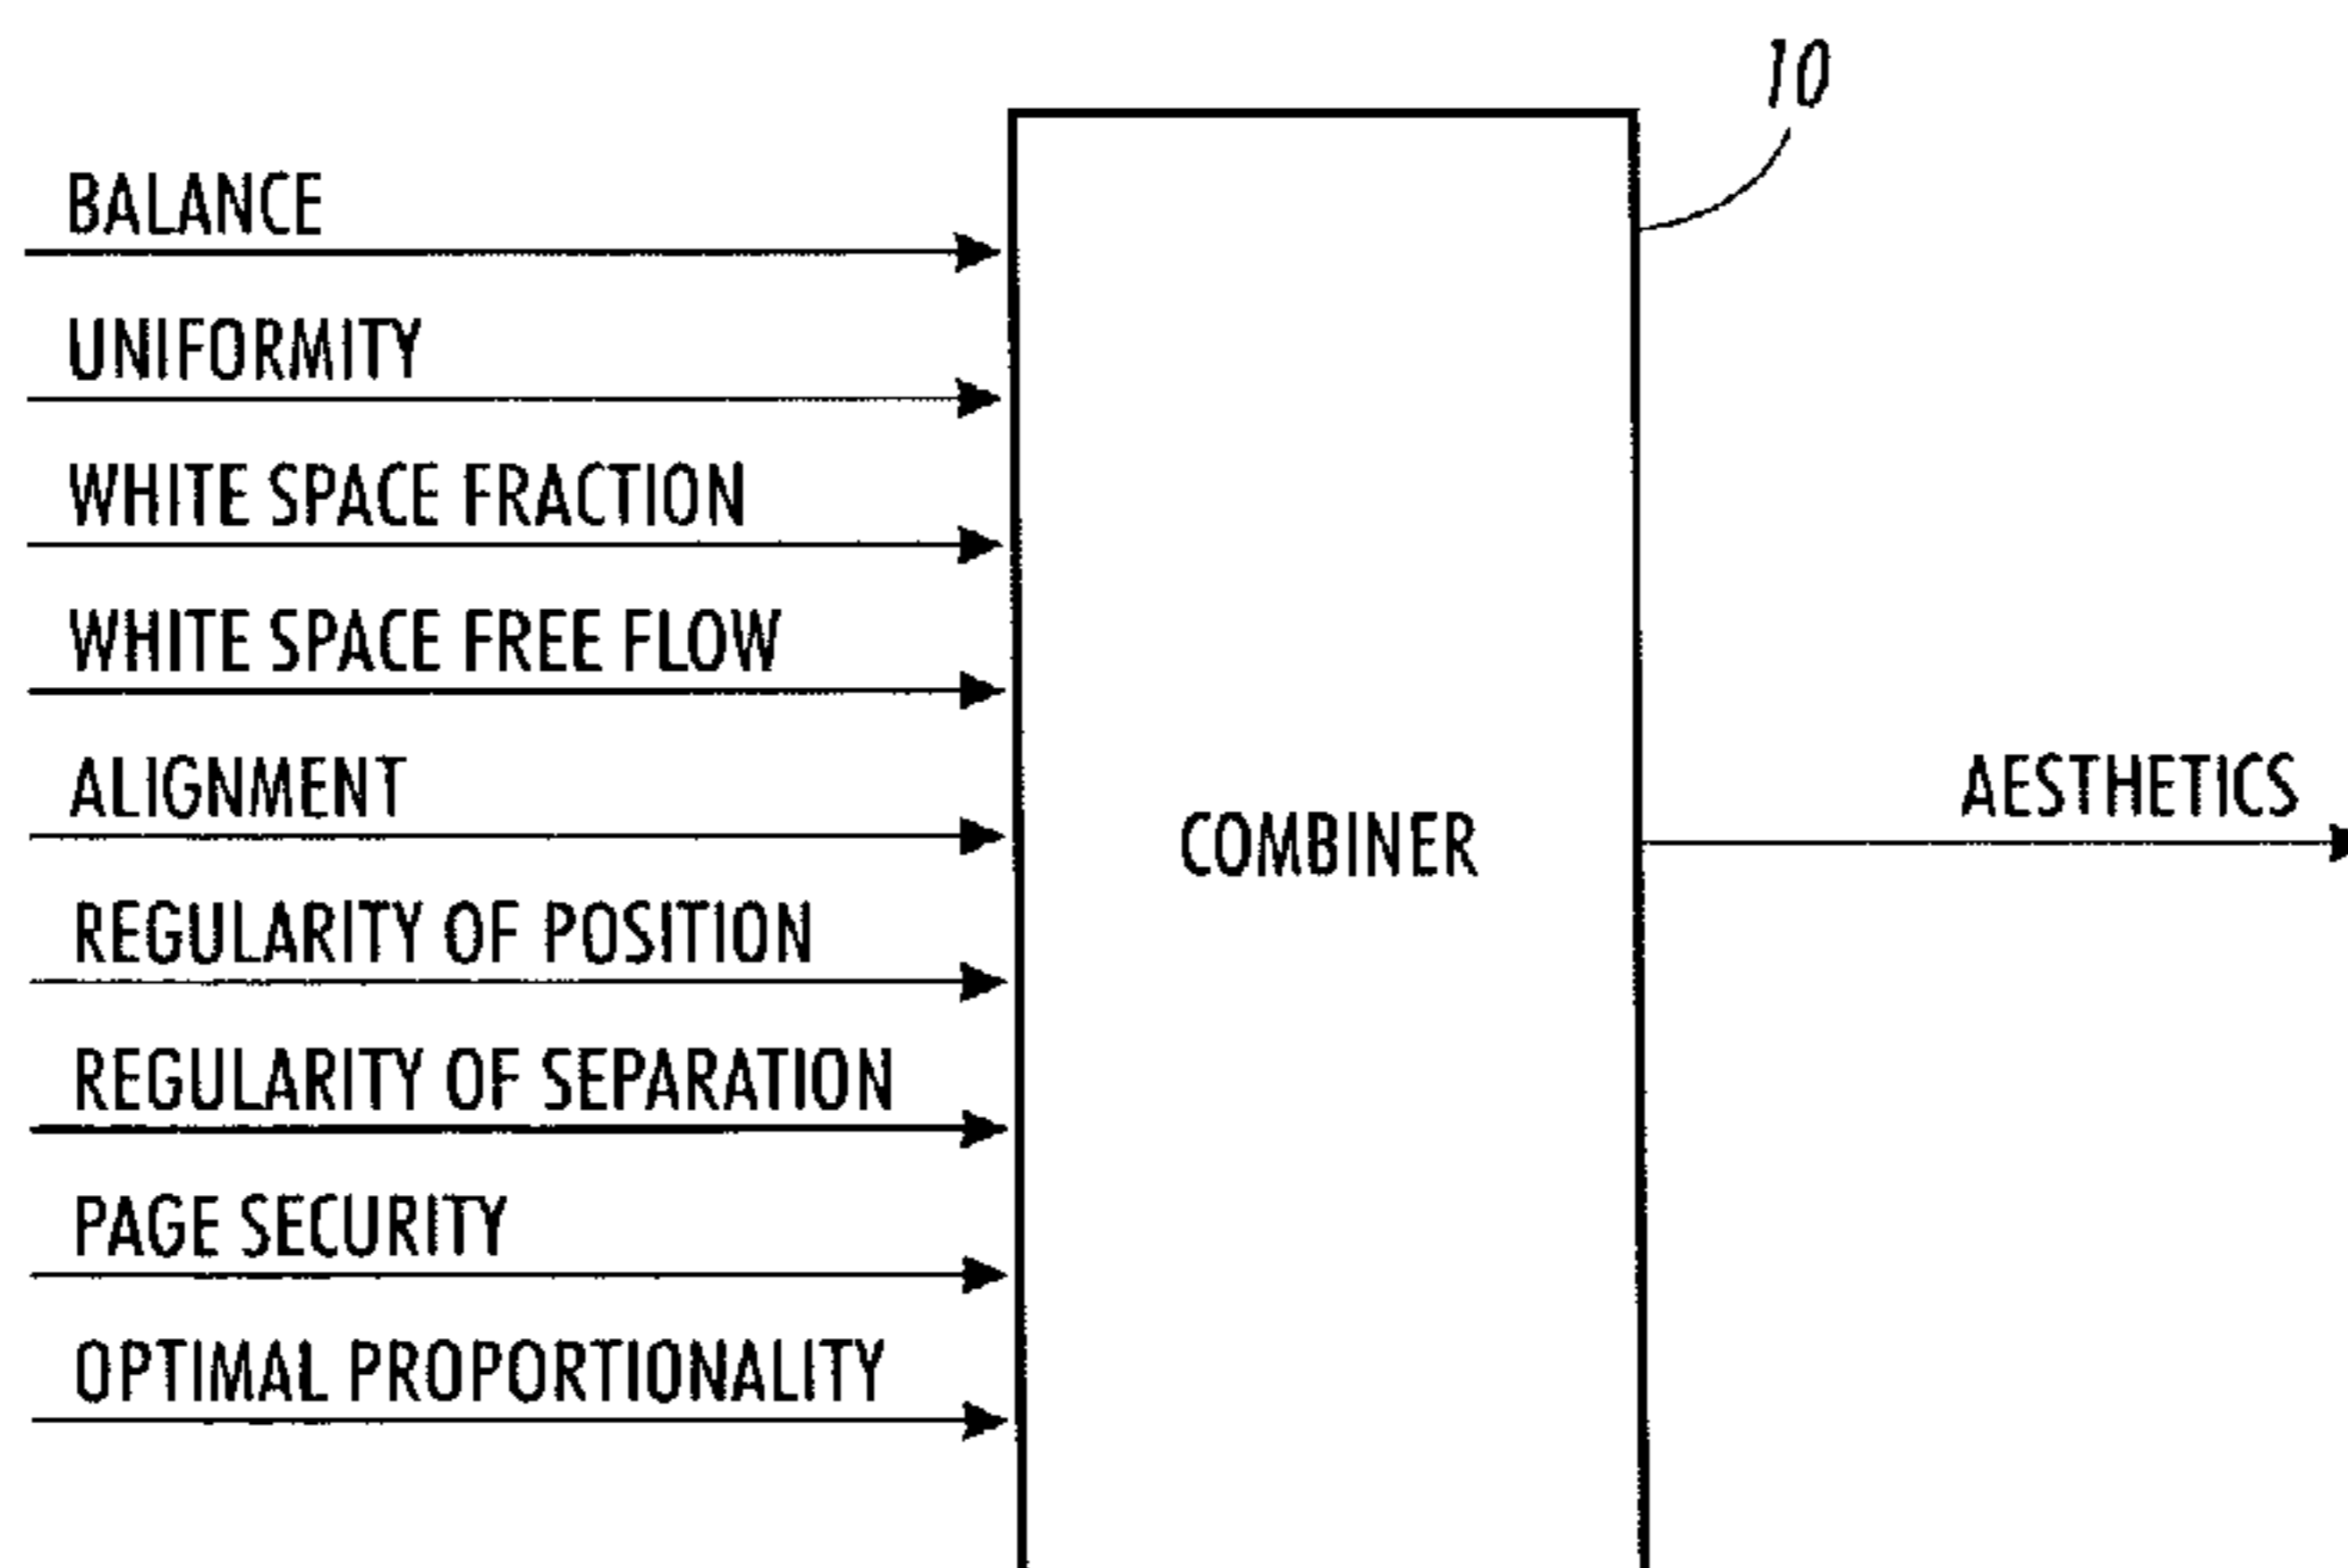 10
BALANCE
UNIFORMITY
WHITE SPACE FRACTION
WHITE SPACE FREE FLOW
ALIGNMENT
AESTHETICS
COMBINER
REGULARITY OF POSITION
REGULARITY OF SEPARATION
PAGE SECURITY
OPTIMAL PROPORTIONALITY